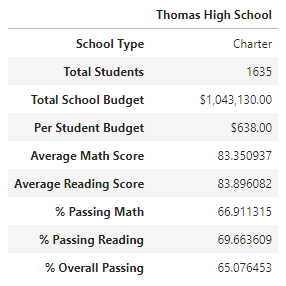 Thomas High School
School Type Charter
Total Students 1635
Total School Budget $1,043,130.00
Per Student Budget $638.00
Average Math Score 83.350937
Average Reading Score 83.896082
% Passing Math 66.911315
% Passing Reading 69.663609
% Overall Passing 65.076453